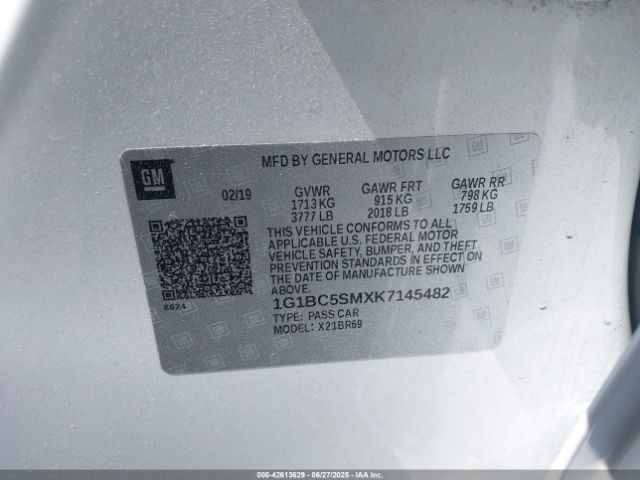 GM
MFD BY GENERAL MOTORS LLC
02/19
GVWR GAWR FRT GAWR RR
1713 KG 915 KG 798 KG
3777 LB 2018 LB 1759 LB
THIS VEHICLE CONFORMS TO ALL
APPLICABLE U.S. FEDERAL MOTOR
VEHICLE SAFETY, BUMPER, AND THEFT
PREVENTION STANDARDS IN EFFECT ON
THE DATE OF MANUFACTURE SHOWN
ABOVE.
8624
1G1BC5SMXK7145482
TYPE: PASS CAR
MODEL: X21BR69
000-42613629 - 06/27/2025 - IAAI.com